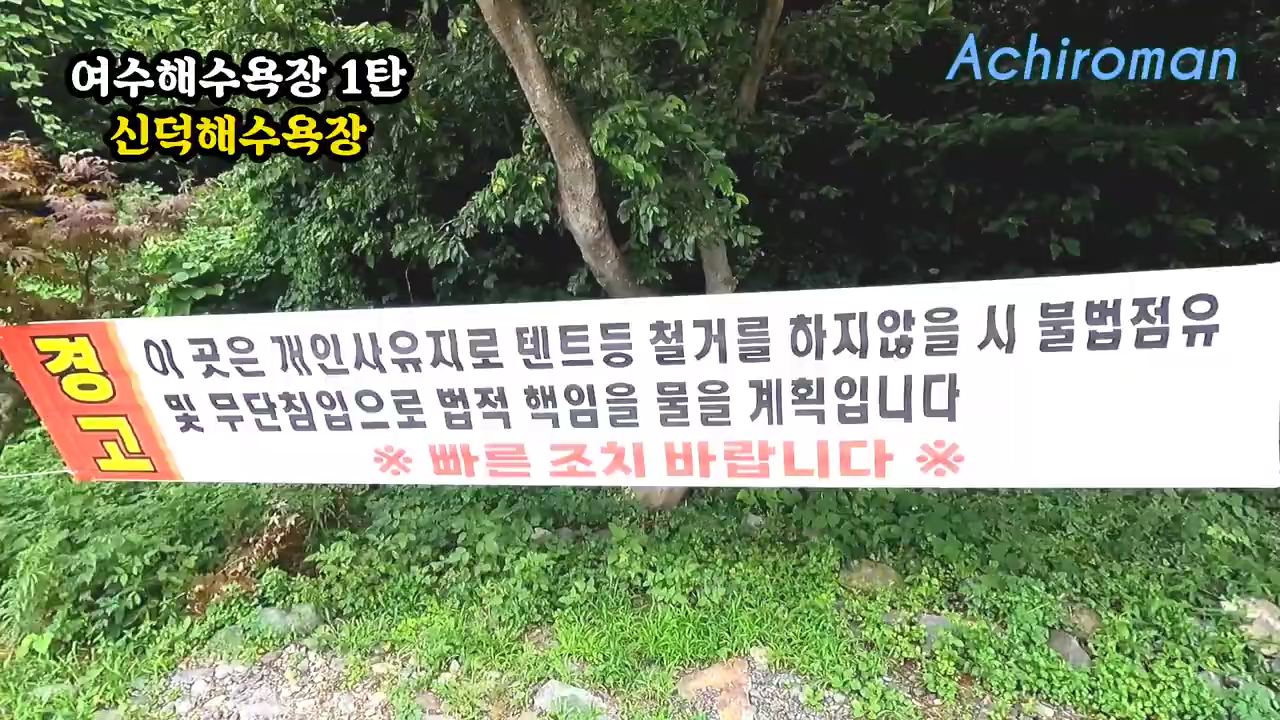 여수해수욕장 1탄
신덕해수욕장
Achiroman
경고
이 곳은 개인사유지로 텐트등 철거를 하지않을 시 불법점유
및 무단침입으로 법적 책임을 물을 계획입니다
※ 빠른 조치 바랍니다 ※